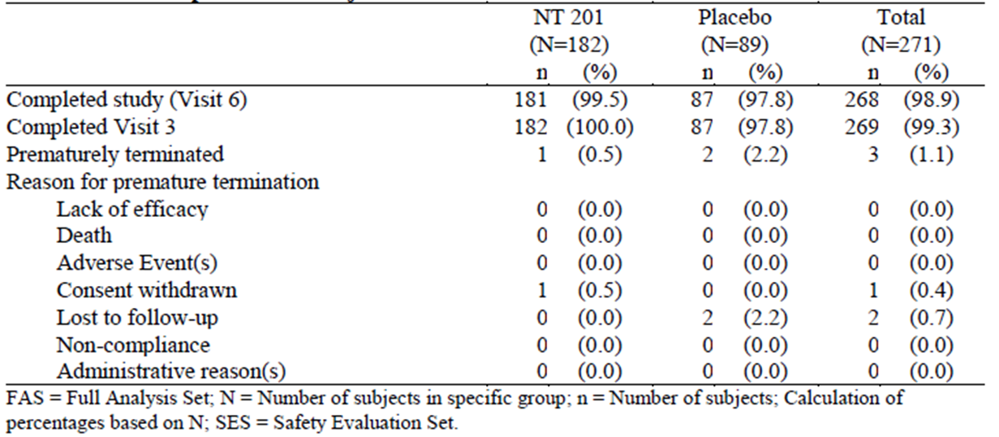 NT 201 Placebo Total
(N=182) (N=89) (N=271)
n (%) n (%) n (%)
Completed study (Visit 6) 181 (99.5) 87 (97.8) 268 (98.9)
Completed Visit 3 182 (100.0) 87 (97.8) 269 (99.3)
Prematurely terminated 1 (0.5) 2 (2.2) 3 (1.1)
Reason for premature termination
Lack of efficacy 0 (0.0) 0 (0.0) 0 (0.0)
Death 0 (0.0) 0 (0.0) 0 (0.0)
Adverse Event(s) 0 (0.0) 0 (0.0) 0 (0.0)
Consent withdrawn 1 (0.5) 0 (0.0) 1 (0.4)
Lost to follow-up 0 (0.0) 2 (2.2) 2 (0.7)
Non-compliance 0 (0.0) 0 (0.0) 0 (0.0)
Administrative reason(s) 0 (0.0) 0 (0.0) 0 (0.0)
FAS = Full Analysis Set; N = Number of subjects in specific group; n = Number of subjects; Calculation of
percentages based on N; SES = Safety Evaluation Set.